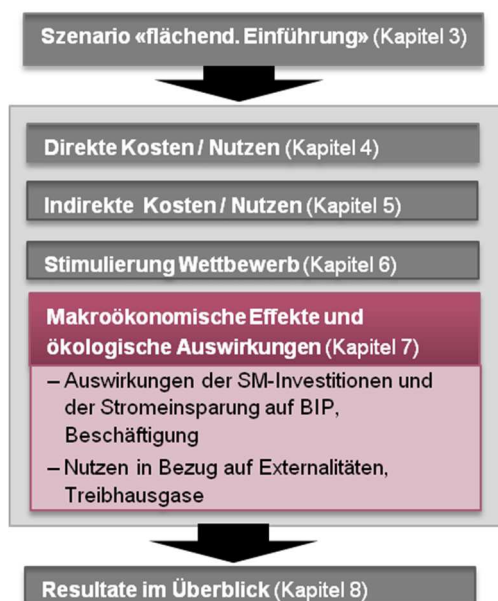 Szenario «flächend. Einführung» (Kapitel 3)
Direkte Kosten / Nutzen (Kapitel 4)
Indirekte Kosten / Nutzen (Kapitel 5)
Stimulierung Wettbewerb (Kapitel 6)
Makroökonomische Effekte und
ökologische Auswirkungen (Kapitel 7)
– Auswirkungen der SM-Investitionen und
der Stromeinsparung auf BIP,
Beschäftigung
– Nutzen in Bezug auf Externalitäten,
Treibhausgase
Resultate im Überblick (Kapitel 8)